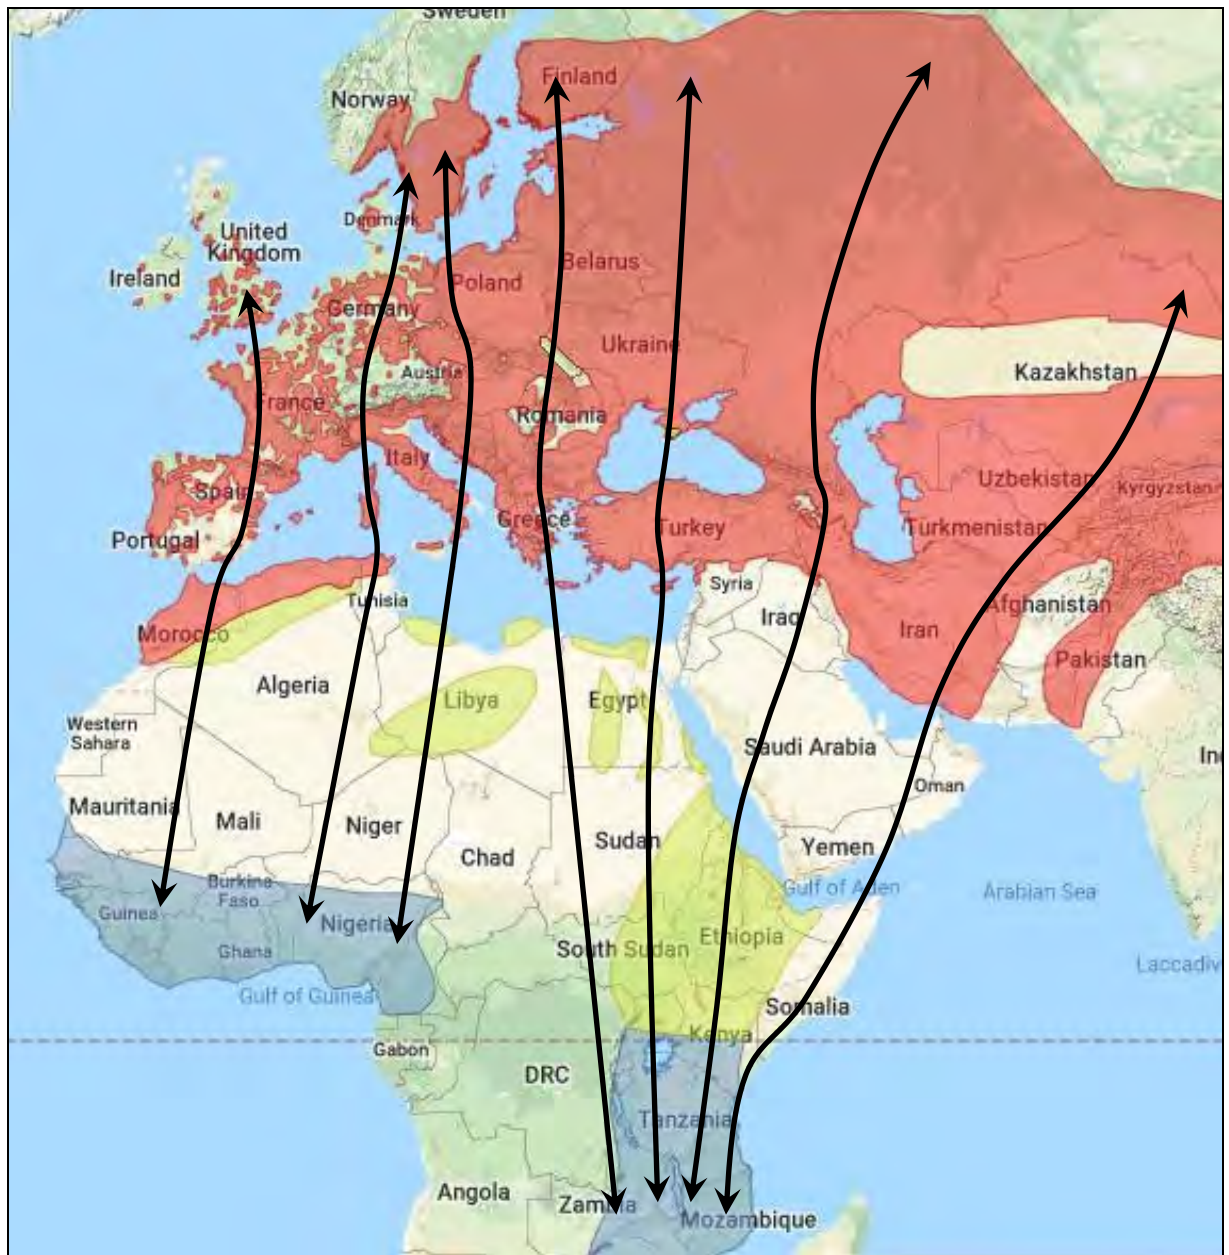 Sweden
Finland
Norway
United
Kingdom
Denmark
Ireland
Belarus
Poland
Germany
Ukraine
Austria
Kazakhstan
France
Romania
Italy
Uzbekistan
Kyrgyzstan
Spain
Greece
Turkey
Turkmenistan
Portugal
Syria
Tunisia
Afghanistan
Iraq
Iran
Morocco
Pakistan
Algeria
Libya
Egypt
Western
Sahara
Saudi Arabia
Oman
Mauritania
Mali
Niger
Sudan
Yemen
Chad
Burkina
Faso
Gulf of Aden
Arabian Sea
Guinea
Nigeria
Ethiopia
Ghana
South Sudan
Laccadiv
Gulf of Guinea
Somalia
Kenya
Gabon
DRC
Tanzania
Angola
Zambia
Mozambique